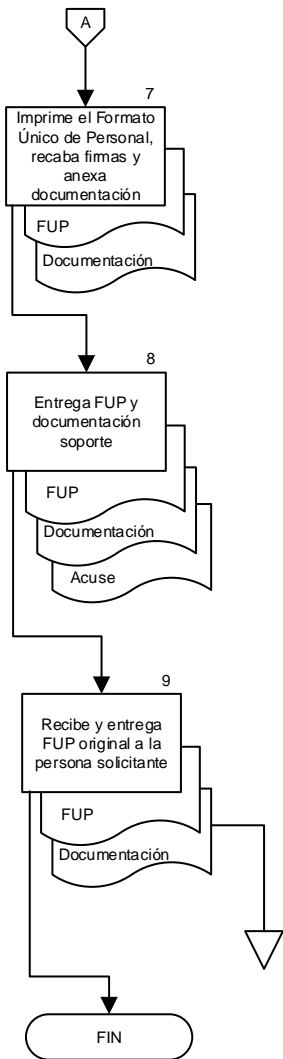 A
7
Imprime el Formato
Único de Personal,
recaba firmas y
anexa
documentación
FUP
Documentación
8
Entrega FUP y
documentación
soporte
FUP
Documentación
Acuse
9
Recibe y entrega
FUP original a la
persona solicitante
FUP
Documentación
FIN